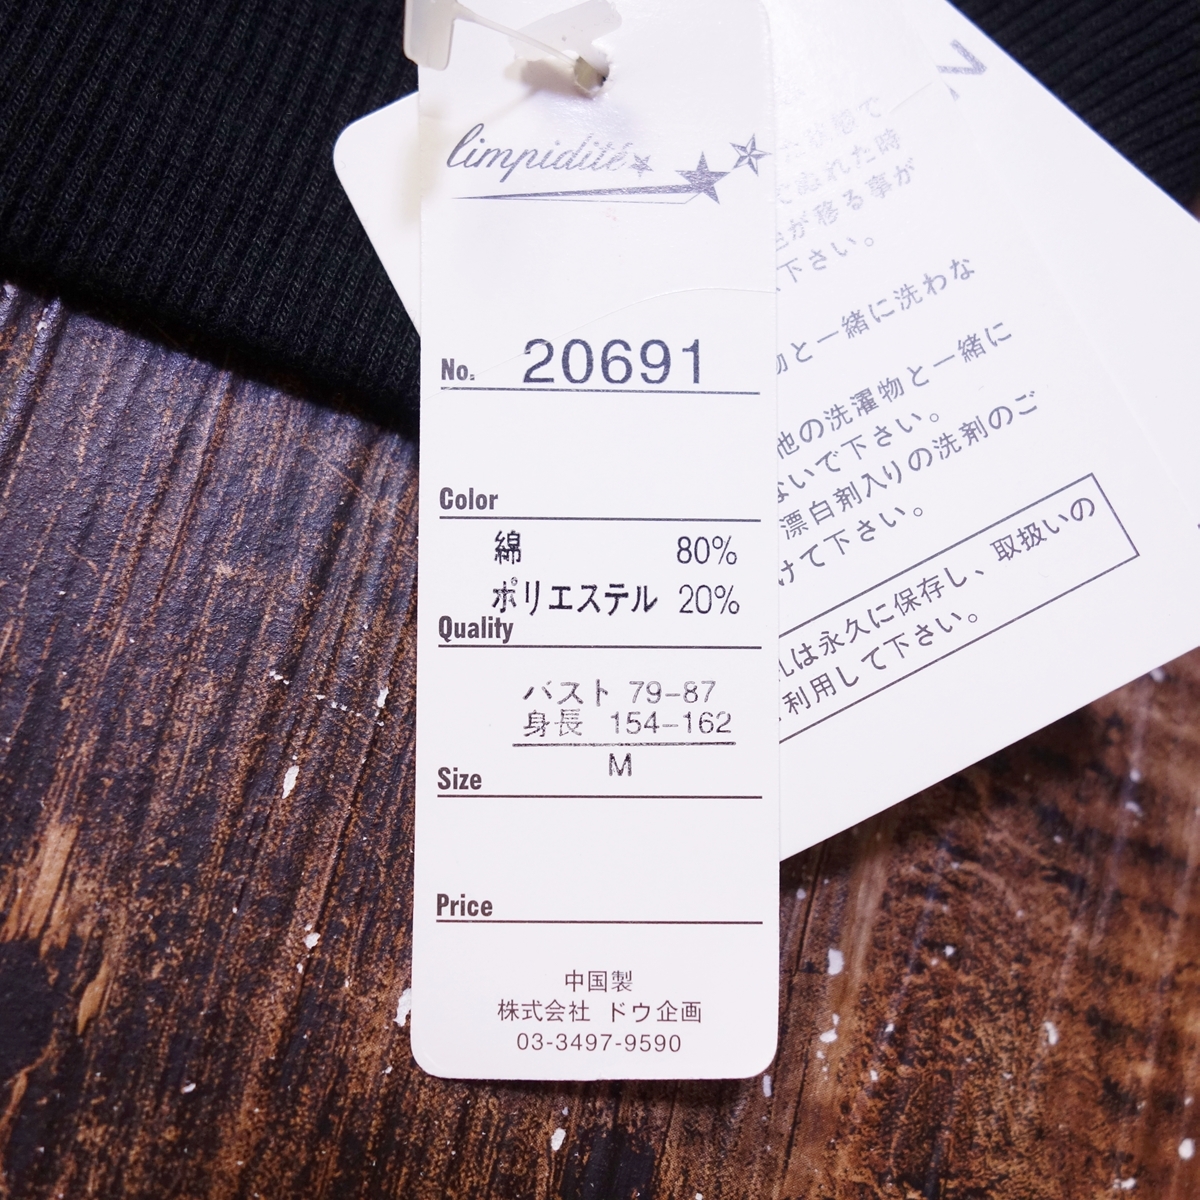 limpidité
No. 20691
Color
綿 80%
ポリエステル 20%
Quality
バスト 79-87
身長 154-162
M
Size
Price
中国製
株式会社 ドウ企画
03-3497-9590
で
ぬれた時
が移る事が
下さい。
物と一緒に洗わな
他の洗濯物と一緒に
ないで下さい。
漂白剤入りの洗剤のご
けて下さい。
は永久に保存し、取扱いの
利用して下さい。